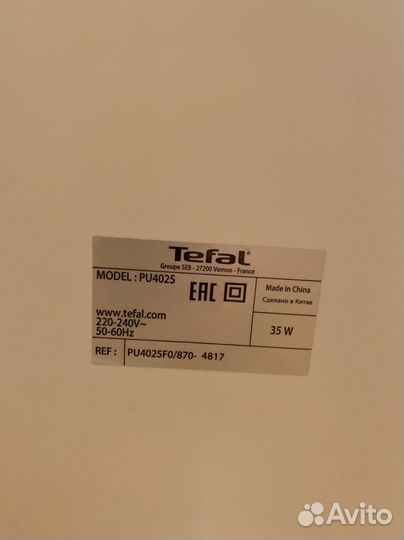 Tefal
Groupe SEB - 27200 Vernon - France
MODEL : PU4025
EAC
Made in China
Сделано в Китае
www.tefal.com
220-240V~
50-60Hz
35 W
REF : PU4025F0/870- 4817
Avito